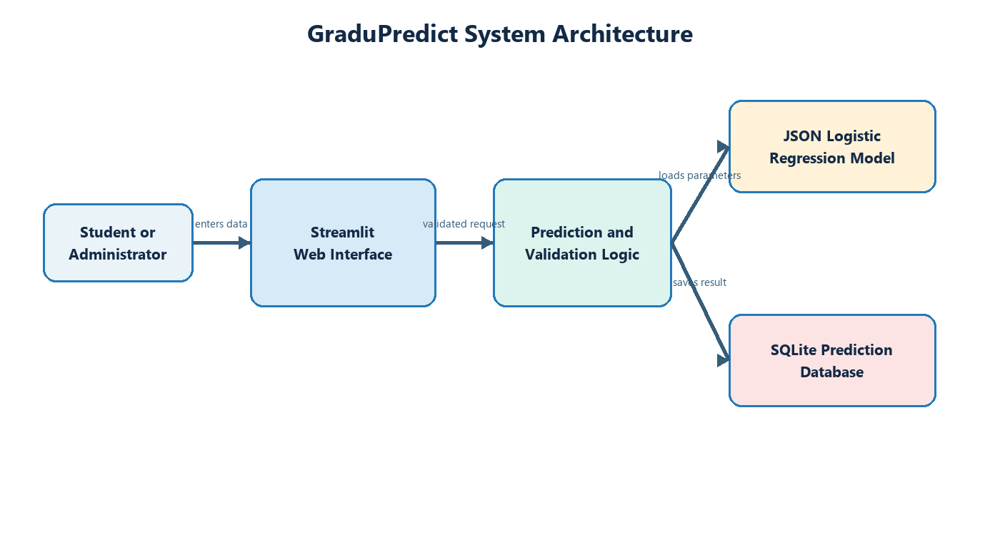 GraduPredict System Architecture
JSON Logistic
Regression Model
loads parameters
enters data
validated request
Student or
Administrator
Streamlit
Web Interface
Prediction and
Validation Logic
saves result
SQLite Prediction
Database